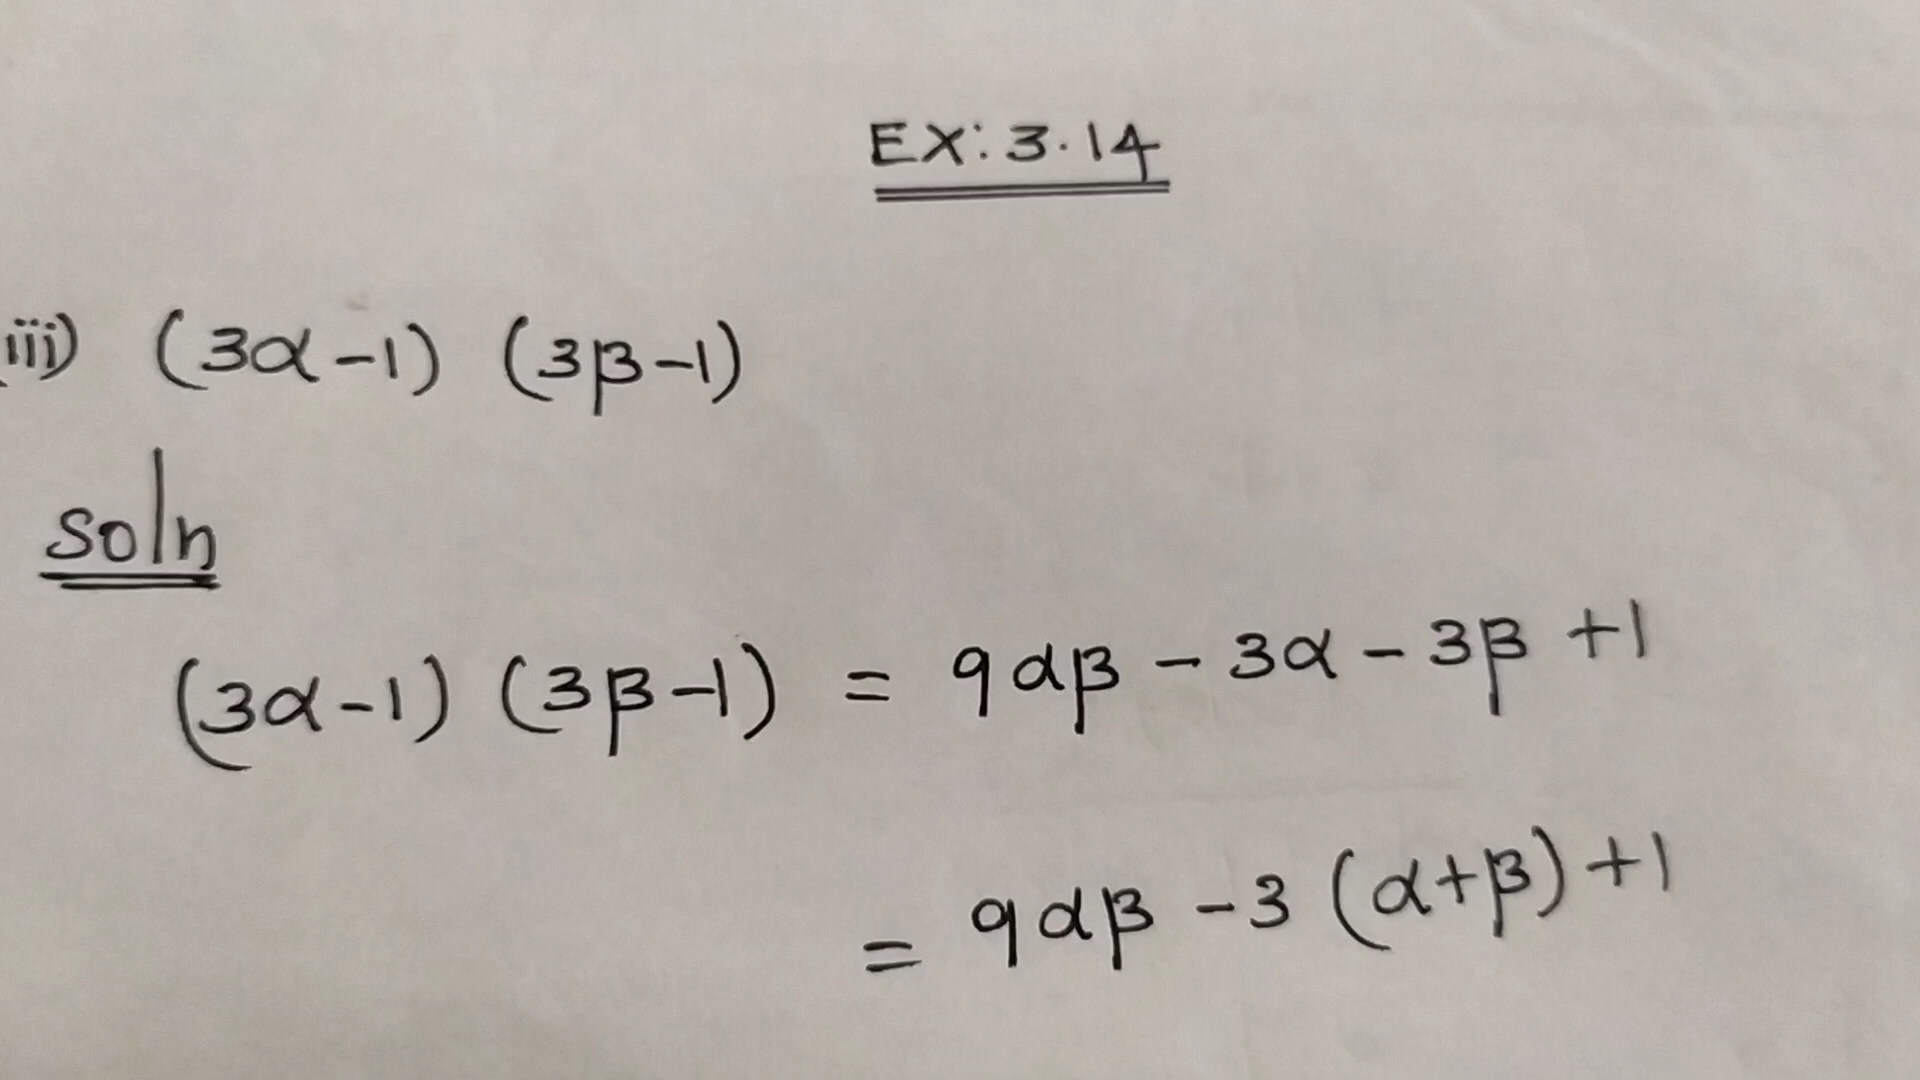 EX: 3.14
iii) (3α-1) (3β-1)
soln
(3α-1) (3β-1) = 9αβ - 3α - 3β +1
= 9αβ - 3 (α+β) +1